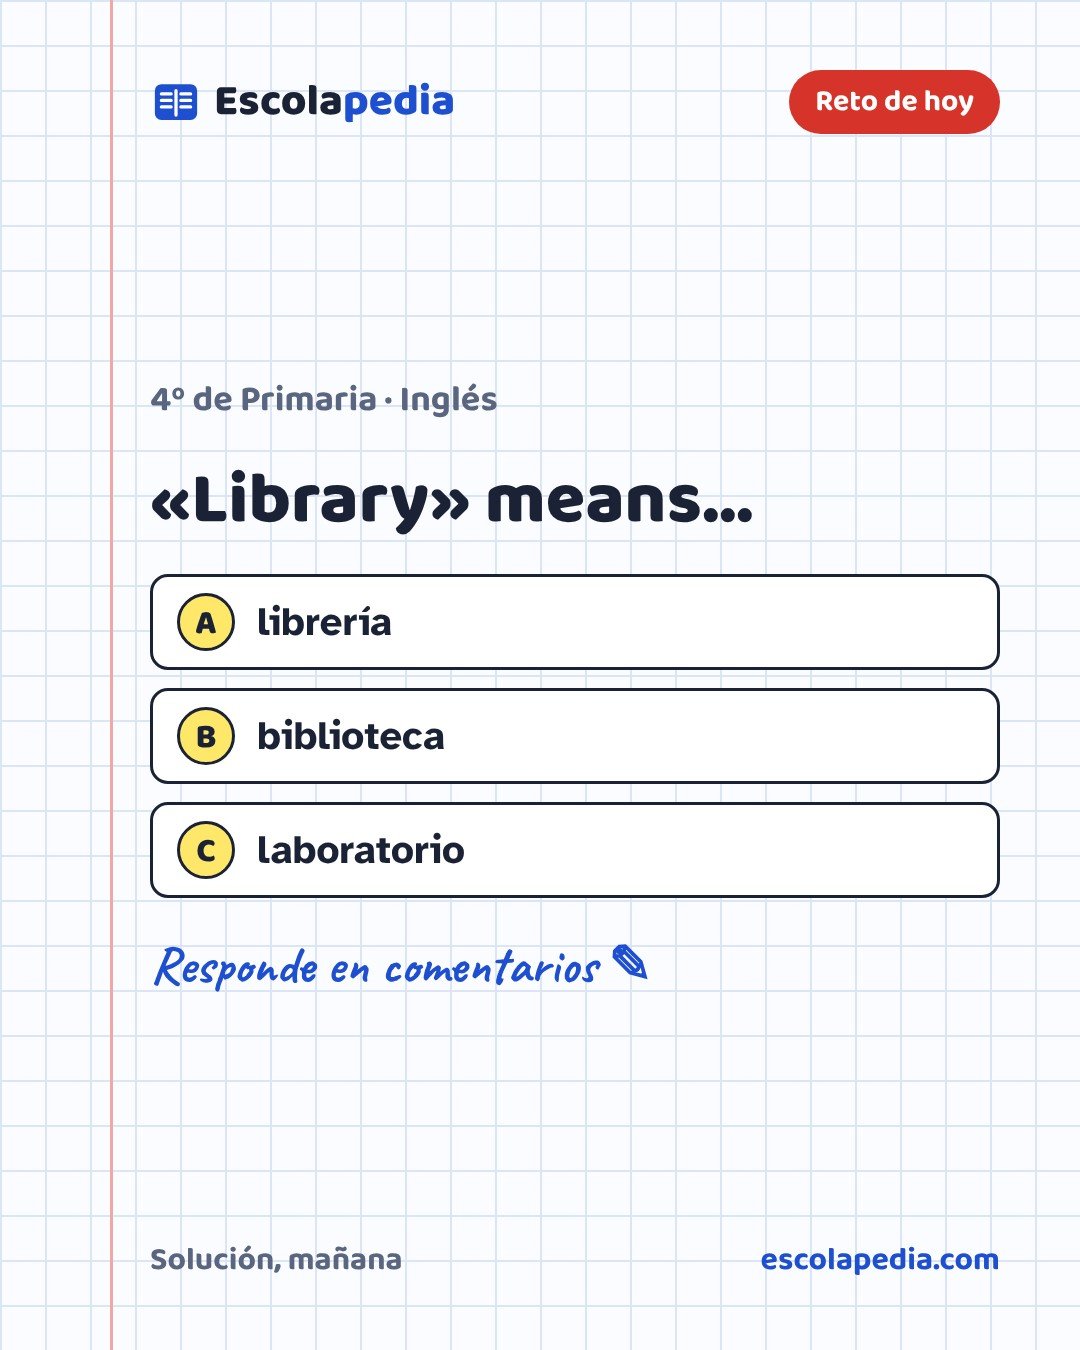 Escolapedia
Reto de hoy
4º de Primaria · Inglés
«Library» means...
A librería
B biblioteca
C laboratorio
Responde en comentarios ✎
Solución, mañana
escolapedia.com